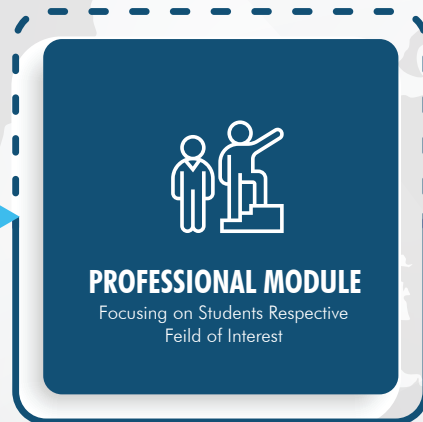 PROFESSIONAL MODULE
Focusing on Students Respective
Feild of Interest